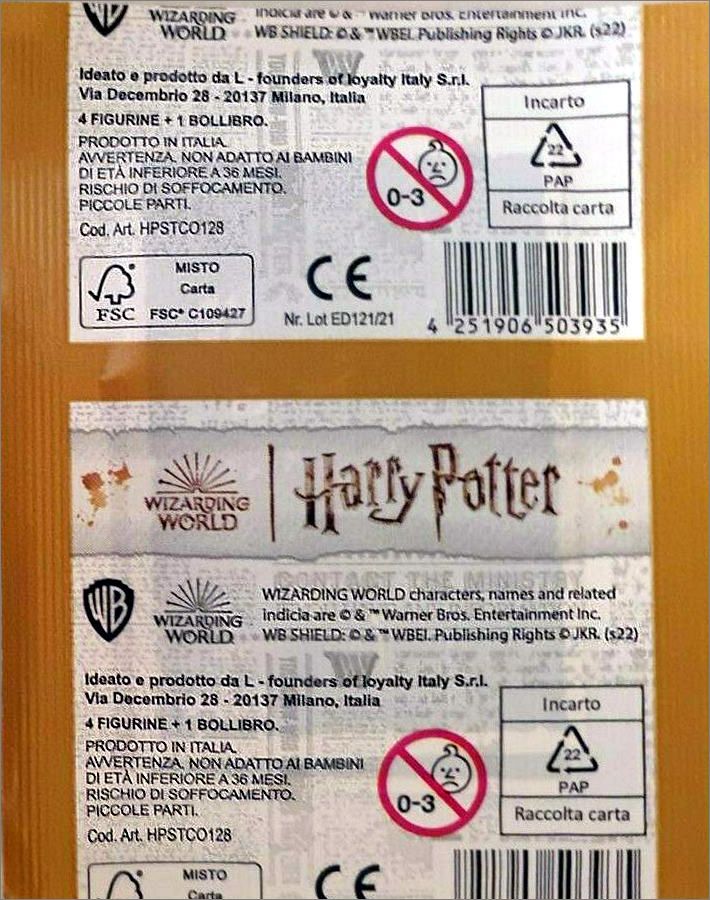 WIZARDING
WORLD
indicia are © & ™ Warner Bros. Entertainment Inc.
WB SHIELD: © & ™ WBEI. Publishing Rights © JKR. (s22)
Ideato e prodotto da L - founders of loyalty Italy S.r.l.
Via Decembrio 28 - 20137 Milano, Italia
4 FIGURINE + 1 BOLLIBRO.
PRODOTTO IN ITALIA.
AVVERTENZA. NON ADATTO AI BAMBINI
DI ETÀ INFERIORE A 36 MESI.
RISCHIO DI SOFFOCAMENTO.
PICCOLE PARTI.
Cod. Art. HPSTCO128
0-3
Incarto
22
PAP
Raccolta carta
FSC
MISTO
Carta
FSC® C109427
CE
Nr. Lot ED121/21
4 251906 503935
WIZARDING
WORLD
Harry Potter
CONTACT THE MINISTRY
WB
WIZARDING
WORLD
WIZARDING WORLD characters, names and related
indicia are © & ™ Warner Bros. Entertainment Inc.
WB SHIELD: © & ™ WBEI. Publishing Rights © JKR. (s22)
Ideato e prodotto da L - founders of loyalty Italy S.r.l.
Via Decembrio 28 - 20137 Milano, Italia
4 FIGURINE + 1 BOLLIBRO.
PRODOTTO IN ITALIA.
AVVERTENZA. NON ADATTO AI BAMBINI
DI ETÀ INFERIORE A 36 MESI.
RISCHIO DI SOFFOCAMENTO.
PICCOLE PARTI.
Cod. Art. HPSTCO128
0-3
Incarto
22
PAP
Raccolta carta
MISTO
Carta
CE